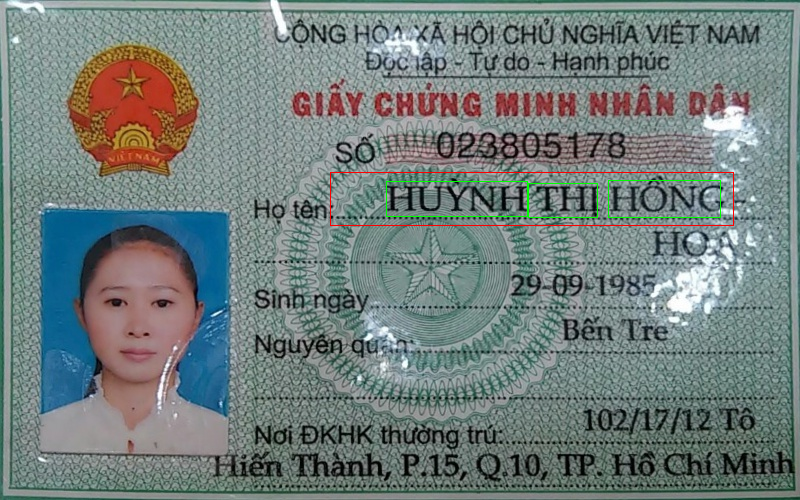 CỘNG HÒA XÃ HỘI CHỦ NGHĨA VIỆT NAM
Độc lập - Tự do - Hạnh phúc
GIẤY CHỨNG MINH NHÂN DÂN
SỐ 023805178
VIỆT NAM
Họ tên: HUỲNH THỊ HỒNG
HOA
Sinh ngày 29-09-1985
Nguyên quán: Bến Tre
Nơi ĐKHK thường trú: 102/17/12 Tô
Hiến Thành, P.15, Q.10, TP. Hồ Chí Minh